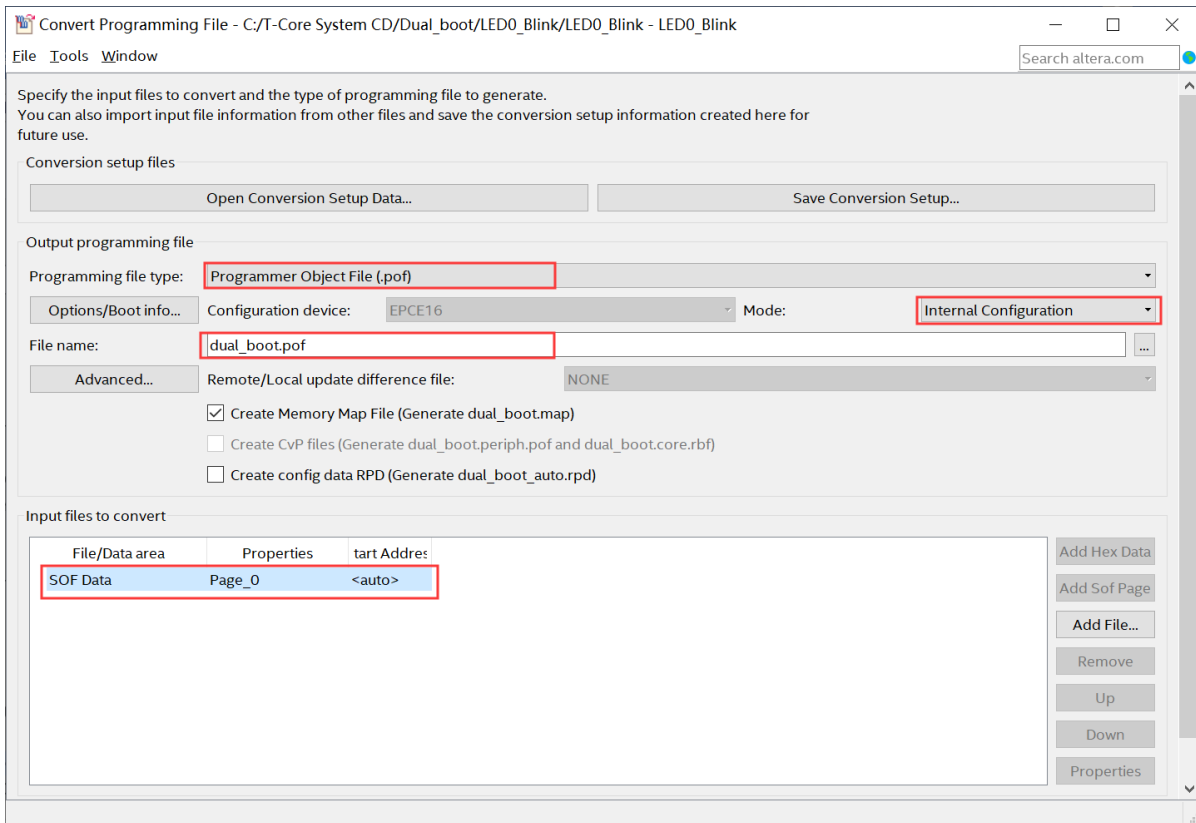 Convert Programming File - C:/T-Core System CD/Dual_boot/LED0_Blink/LED0_Blink - LED0_Blink
File Tools Window
Search altera.com
Specify the input files to convert and the type of programming file to generate.
You can also import input file information from other files and save the conversion setup information created here for
future use.
Conversion setup files
Open Conversion Setup Data... Save Conversion Setup...
Output programming file
Programming file type: Programmer Object File (.pof)
Options/Boot info... Configuration device: EPCE16 Mode: Internal Configuration
File name: dual_boot.pof ...
Advanced... Remote/Local update difference file: NONE
Create Memory Map File (Generate dual_boot.map)
Create CvP files (Generate dual_boot.periph.pof and dual_boot.core.rbf)
Create config data RPD (Generate dual_boot_auto.rpd)
Input files to convert
File/Data area Properties tart Addres
SOF Data Page_0 <auto>
Add Hex Data
Add Sof Page
Add File...
Remove
Up
Down
Properties